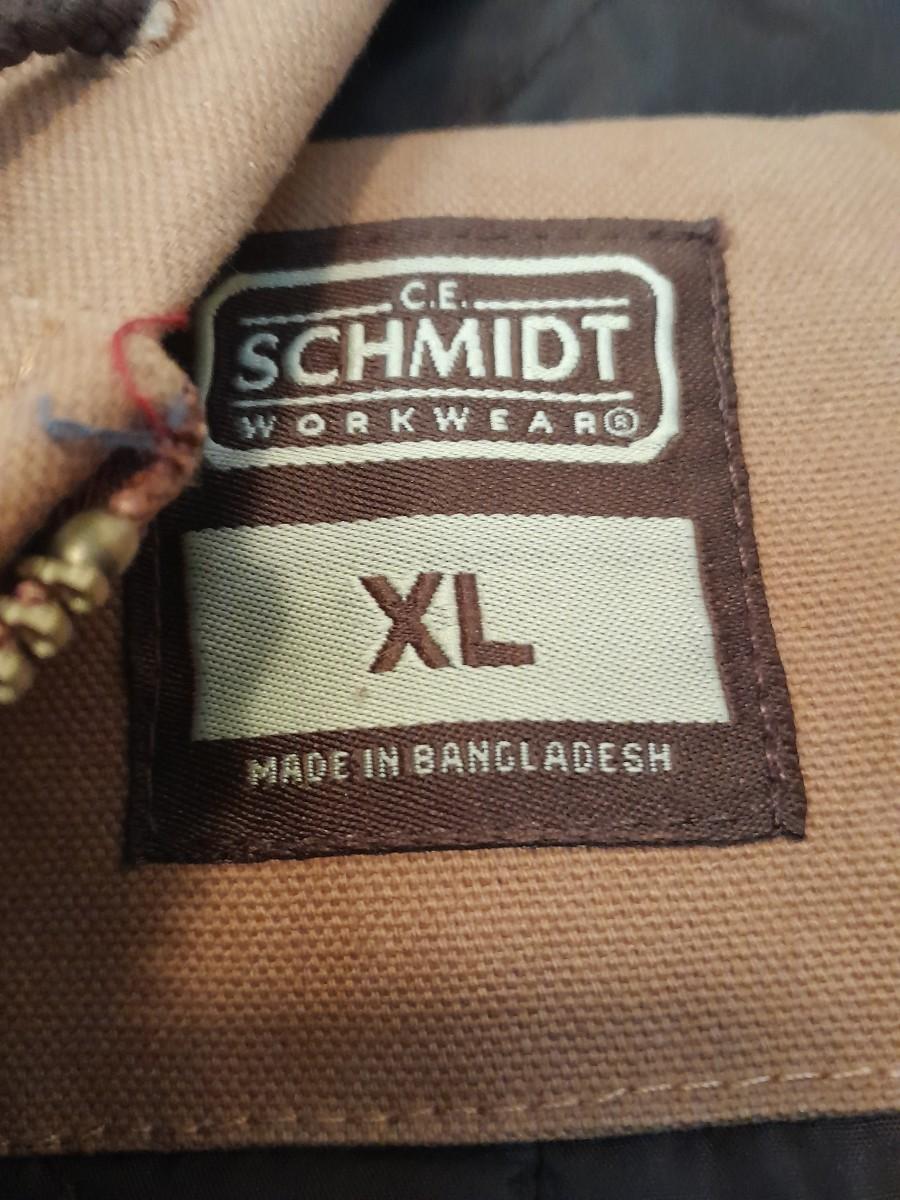 C.E.
SCHMIDT
WORKWEAR®
XL
MADE IN BANGLADESH